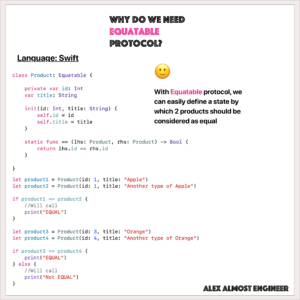 WHY DO WE NEED
EQUATABLE
PROTOCOL?
Language: Swift
class Product: Equatable {
private var id: Int
var title: String
init(id: Int, title: String) {
self.id = id
self.title = title
}
static func == (lhs: Product, rhs: Product) -> Bool {
return lhs.id == rhs.id
}
}
With Equatable protocol, we
can easily define a state by
which 2 products should be
considered as equal
let product1 = Product(id: 1, title: "Apple")
let product2 = Product(id: 1, title: "Another type of Apple")
if product1 == product2 {
//Will call
print("EQUAL")
}
let product3 = Product(id: 3, title: "Orange")
let product4 = Product(id: 4, title: "Another type of Orange")
if product3 == product4 {
print("EQUAL")
} else {
//Will call
print("Not EQUAL")
}
ALEX ALMOST ENGINEER